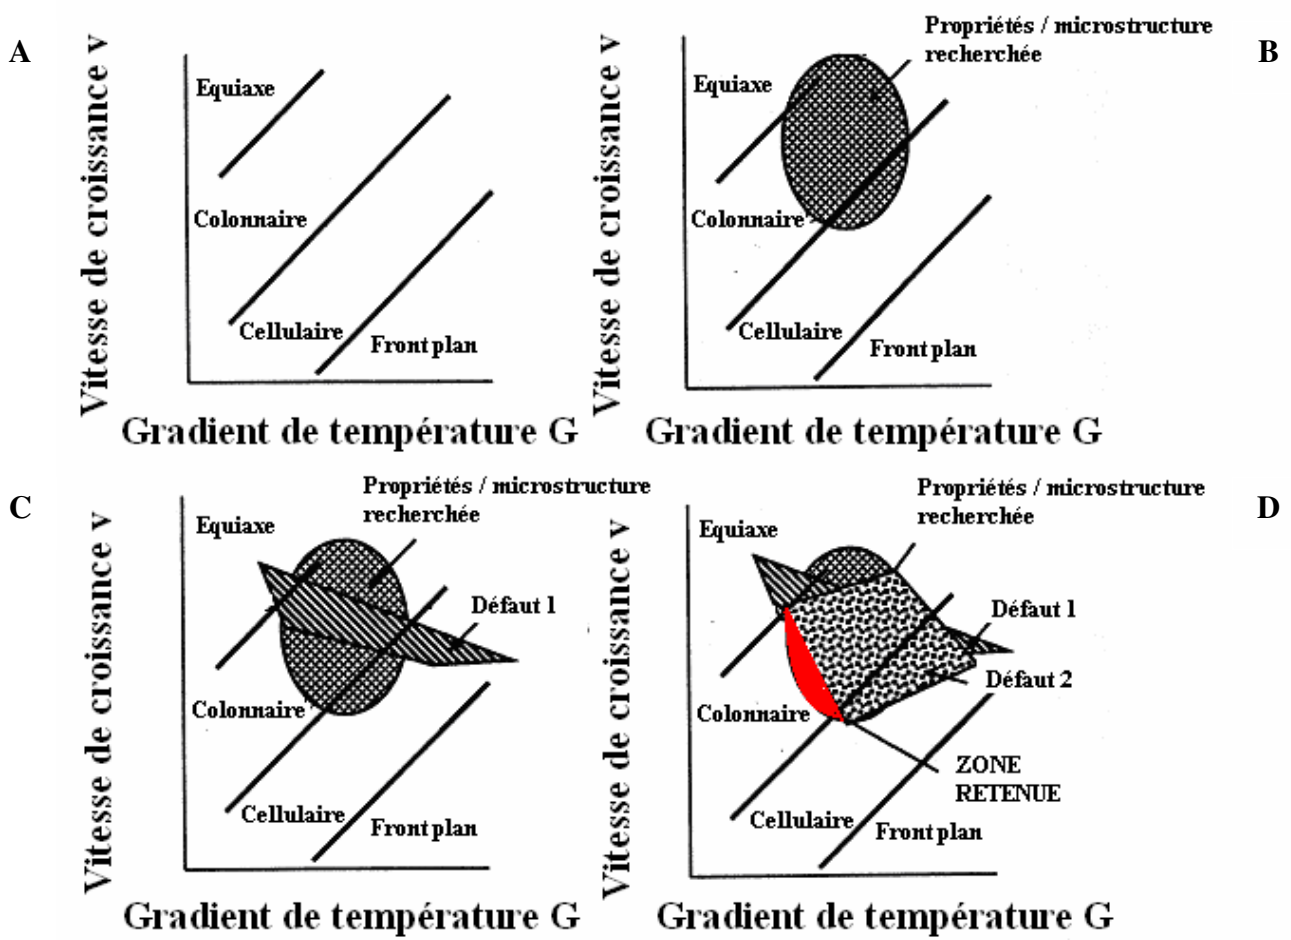 A
Vitesse de croissance v
Equiaxe
Colonnaire
Cellulaire
Front plan
Gradient de température G
B
Vitesse de croissance v
Propriétés / microstructure
recherchée
Equiaxe
Colonnaire
Cellulaire
Front plan
Gradient de température G
C
Vitesse de croissance v
Propriétés / microstructure
recherchée
Equiaxe
Défaut 1
Colonnaire
Cellulaire
Front plan
Gradient de température G
D
Vitesse de croissance v
Propriétés / microstructure
recherchée
Equiaxe
Défaut 1
Défaut 2
Colonnaire
ZONE
RETENUE
Cellulaire
Front plan
Gradient de température G